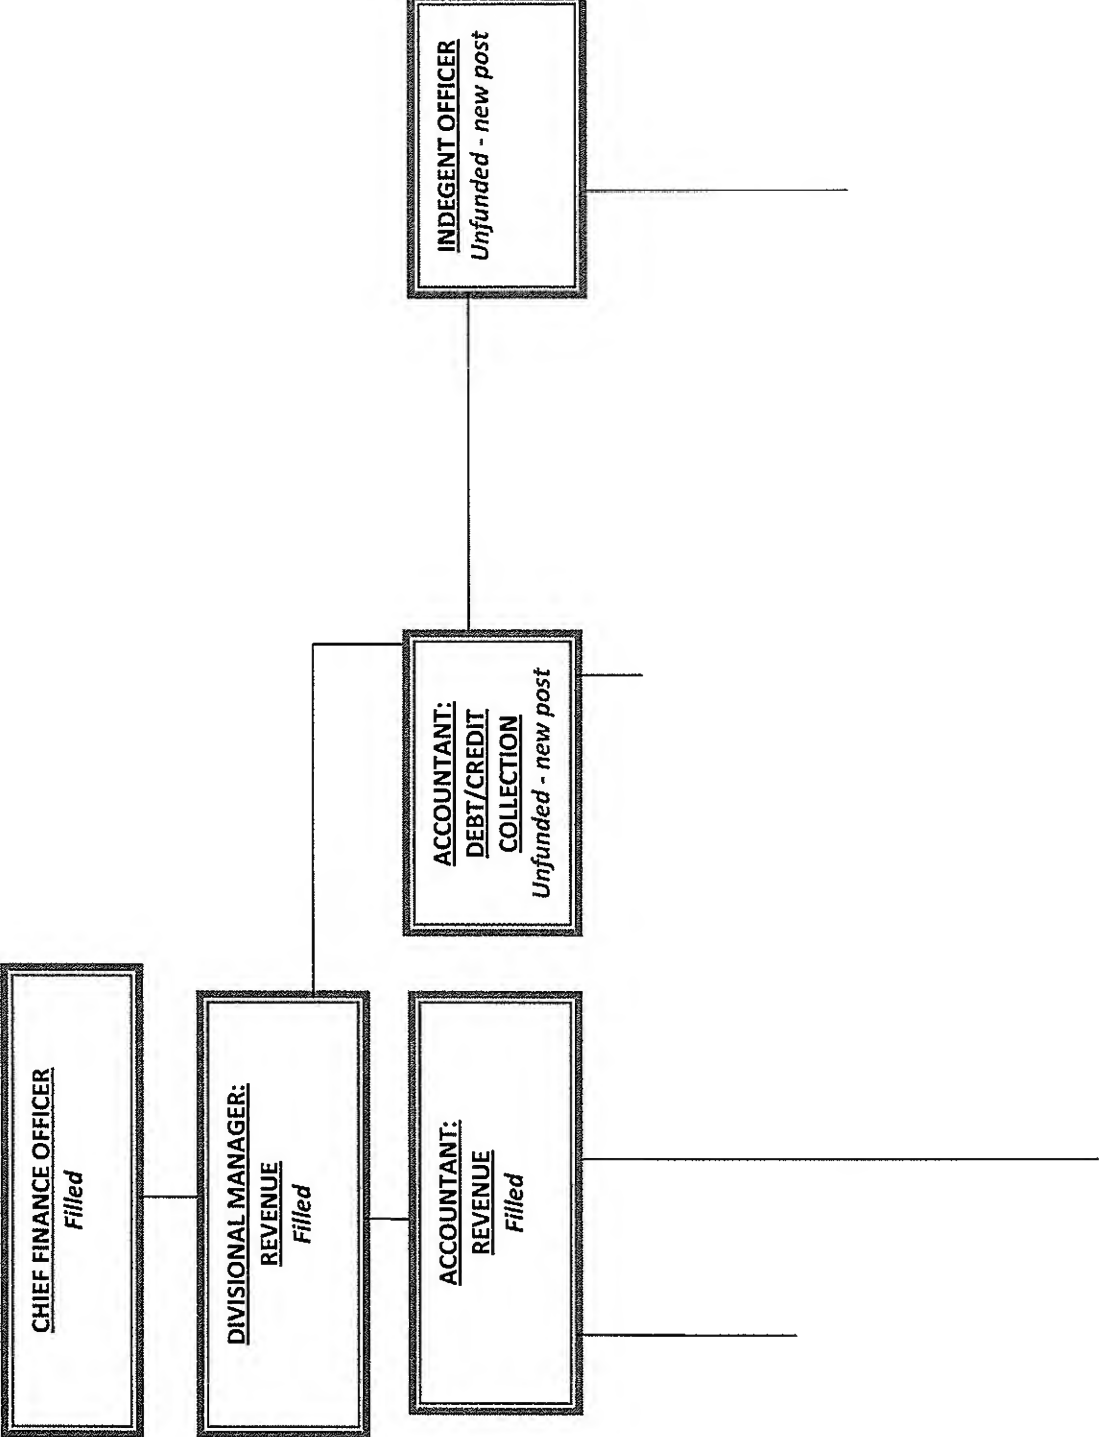 CHIEF FINANCE OFFICER
Filled
DIVISIONAL MANAGER:
REVENUE
Filled
ACCOUNTANT:
REVENUE
Filled
ACCOUNTANT:
DEBT/CREDIT
COLLECTION
Unfunded - new post
INDEGENT OFFICER
Unfunded - new post